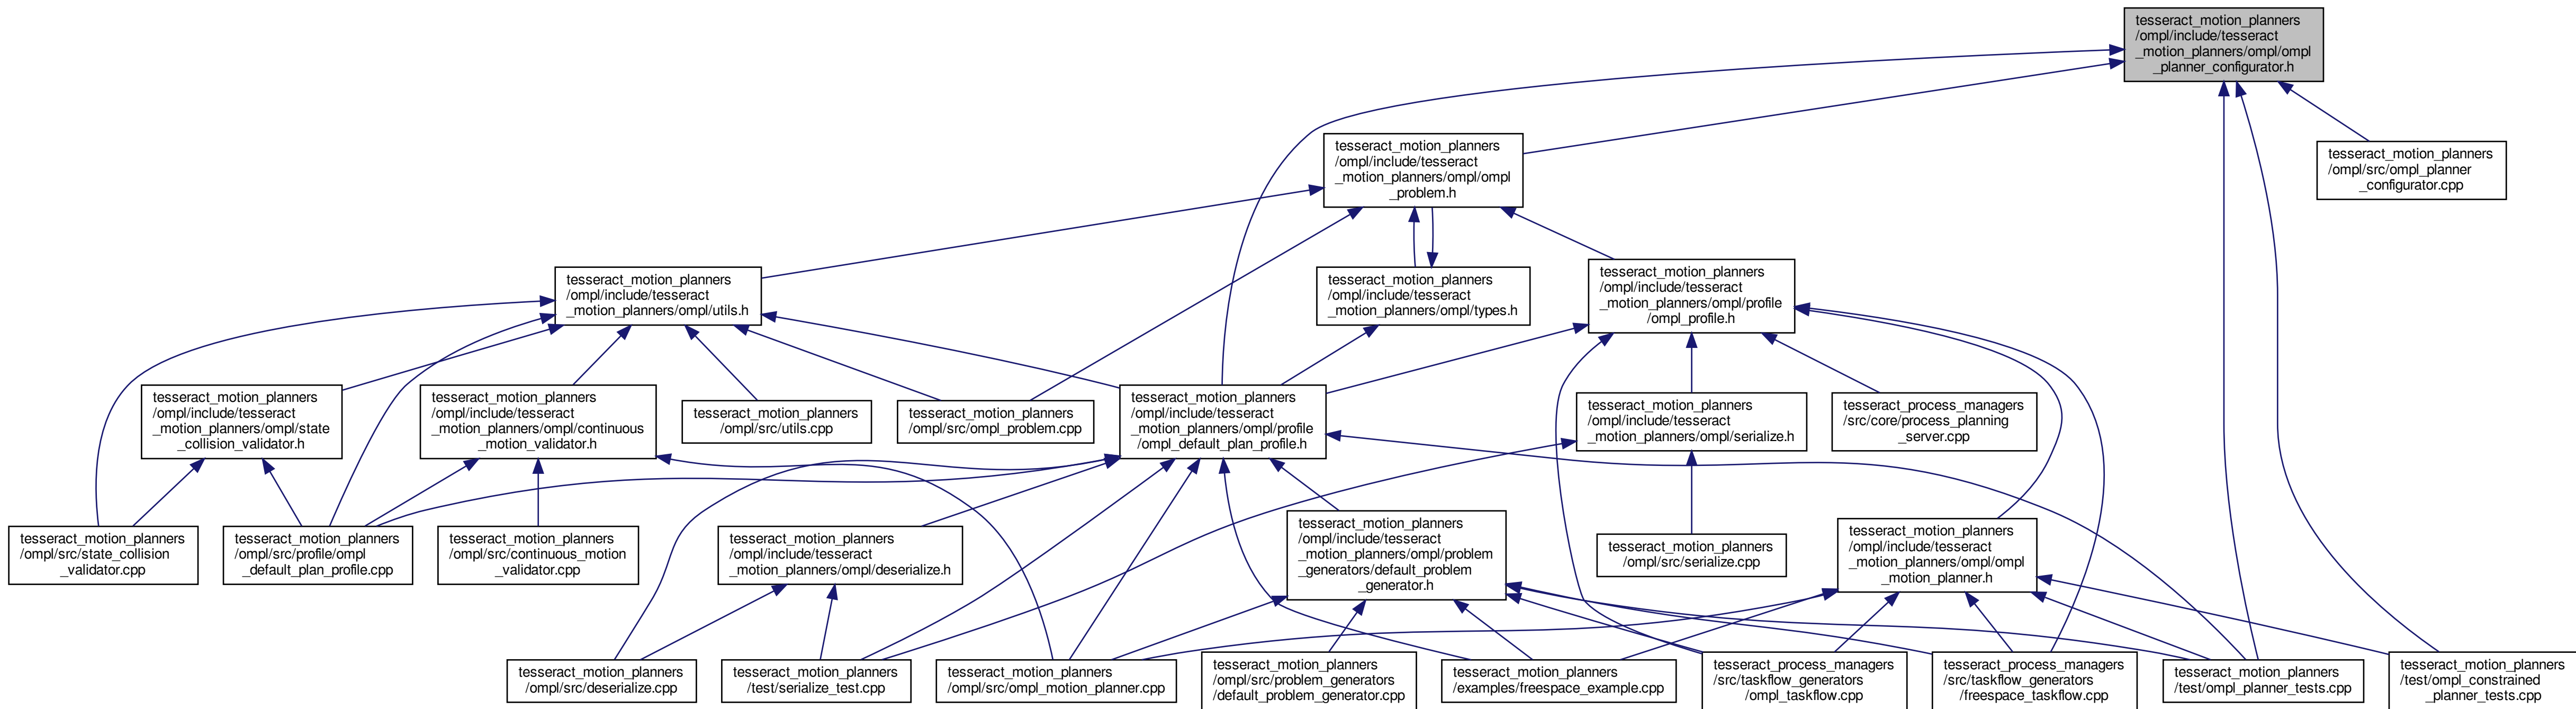 tesseract_motion_planners
/ompl/include/tesseract
_motion_planners/ompl/ompl
_planner_configurator.h
tesseract_motion_planners
/ompl/include/tesseract
_motion_planners/ompl/ompl
_problem.h
tesseract_motion_planners
/ompl/src/ompl_planner
_configurator.cpp
tesseract_motion_planners
/ompl/include/tesseract
_motion_planners/ompl/utils.h
tesseract_motion_planners
/ompl/include/tesseract
_motion_planners/ompl/types.h
tesseract_motion_planners
/ompl/include/tesseract
_motion_planners/ompl/profile
/ompl_profile.h
tesseract_motion_planners
/ompl/include/tesseract
_motion_planners/ompl/state
_collision_validator.h
tesseract_motion_planners
/ompl/include/tesseract
_motion_planners/ompl/continuous
_motion_validator.h
tesseract_motion_planners
/ompl/src/utils.cpp
tesseract_motion_planners
/ompl/src/ompl_problem.cpp
tesseract_motion_planners
/ompl/include/tesseract
_motion_planners/ompl/profile
/ompl_default_plan_profile.h
tesseract_motion_planners
/ompl/include/tesseract
_motion_planners/ompl/serialize.h
tesseract_process_managers
/src/core/process_planning
_server.cpp
tesseract_motion_planners
/ompl/src/state_collision
_validator.cpp
tesseract_motion_planners
/ompl/src/profile/ompl
_default_plan_profile.cpp
tesseract_motion_planners
/ompl/src/continuous_motion
_validator.cpp
tesseract_motion_planners
/ompl/include/tesseract
_motion_planners/ompl/deserialize.h
tesseract_motion_planners
/ompl/include/tesseract
_motion_planners/ompl/problem
_generators/default_problem
_generator.h
tesseract_motion_planners
/ompl/src/serialize.cpp
tesseract_motion_planners
/ompl/include/tesseract
_motion_planners/ompl/ompl
_motion_planner.h
tesseract_motion_planners
/ompl/src/deserialize.cpp
tesseract_motion_planners
/test/serialize_test.cpp
tesseract_motion_planners
/ompl/src/ompl_motion_planner.cpp
tesseract_motion_planners
/ompl/src/problem_generators
/default_problem_generator.cpp
tesseract_motion_planners
/examples/freespace_example.cpp
tesseract_process_managers
/src/taskflow_generators
/ompl_taskflow.cpp
tesseract_process_managers
/src/taskflow_generators
/freespace_taskflow.cpp
tesseract_motion_planners
/test/ompl_planner_tests.cpp
tesseract_motion_planners
/test/ompl_constrained
_planner_tests.cpp